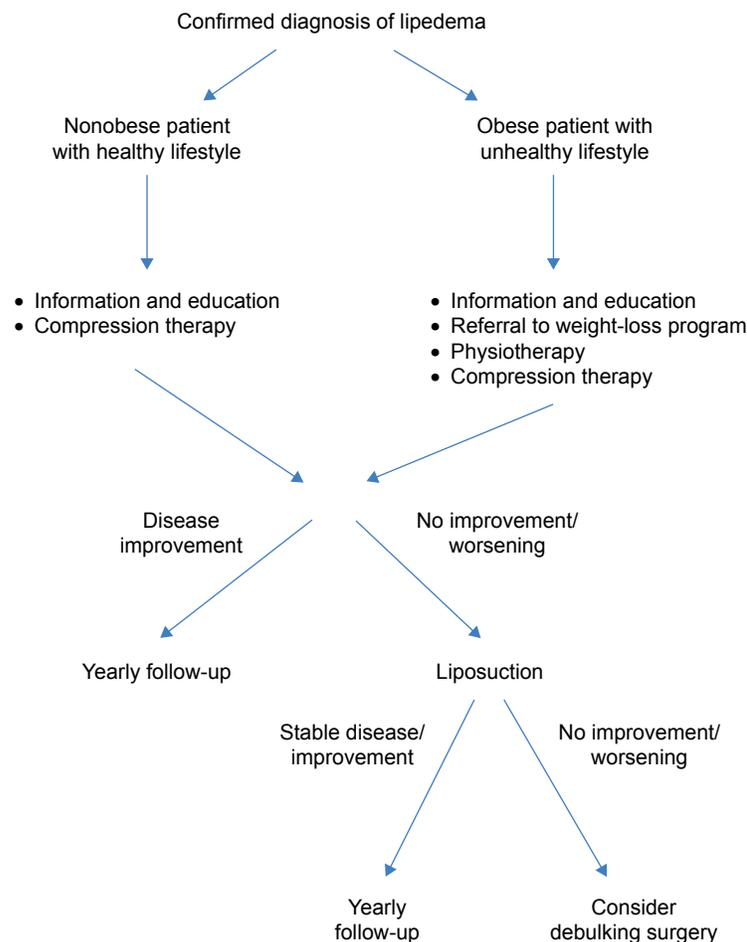 Confirmed diagnosis of lipedema
Nonobese patient
with healthy lifestyle
Obese patient with
unhealthy lifestyle
• Information and education
• Compression therapy
• Information and education
• Referral to weight-loss program
• Physiotherapy
• Compression therapy
Disease
improvement
No improvement/
worsening
Yearly follow-up
Liposuction
Stable disease/
improvement
No improvement/
worsening
Yearly
follow-up
Consider
debulking surgery